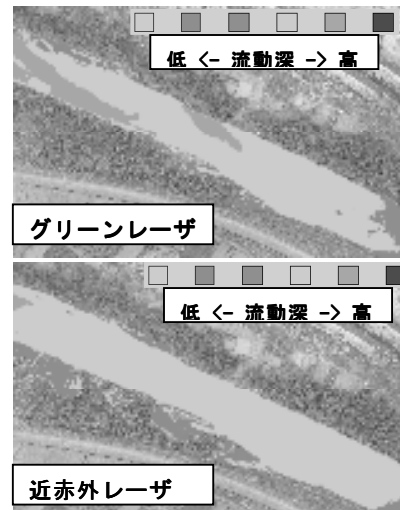 低 <- 流動深 -> 高
グリーンレーザ
低 <- 流動深 -> 高
近赤外レーザ